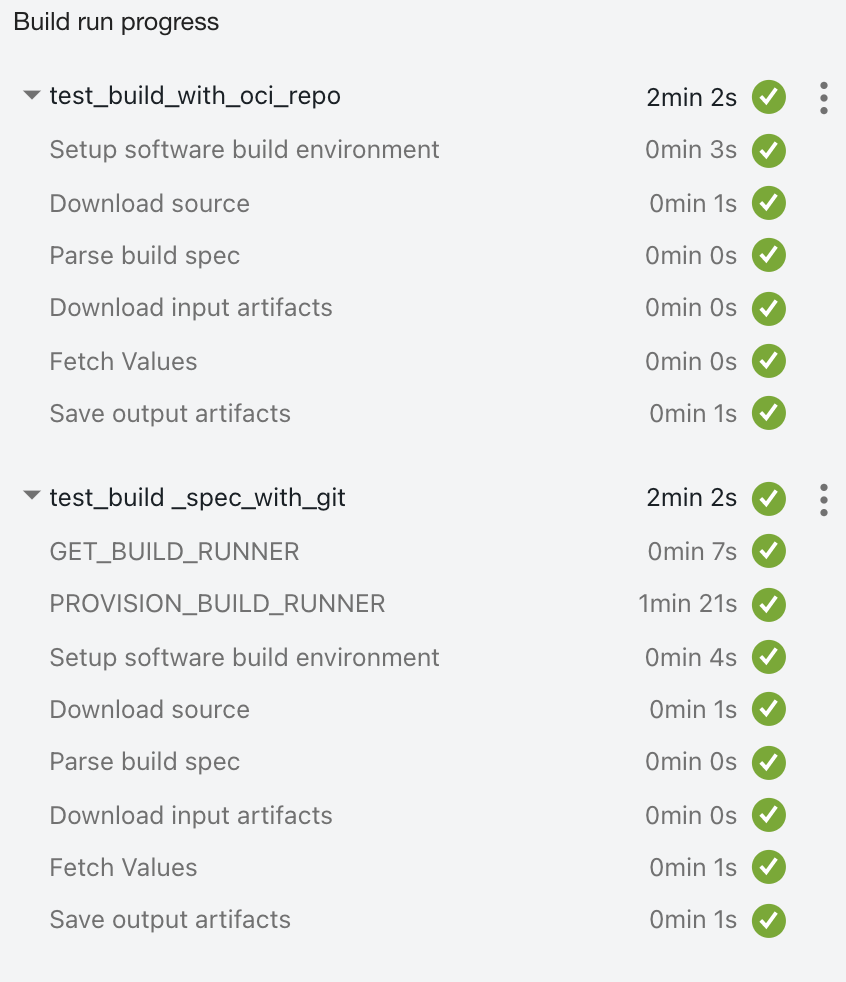 Build run progress
test_build_with_oci_repo 2min 2s
Setup software build environment 0min 3s
Download source 0min 1s
Parse build spec 0min 0s
Download input artifacts 0min 0s
Fetch Values 0min 0s
Save output artifacts 0min 1s
test_build _spec_with_git 2min 2s
GET_BUILD_RUNNER 0min 7s
PROVISION_BUILD_RUNNER 1min 21s
Setup software build environment 0min 4s
Download source 0min 1s
Parse build spec 0min 0s
Download input artifacts 0min 0s
Fetch Values 0min 1s
Save output artifacts 0min 1s